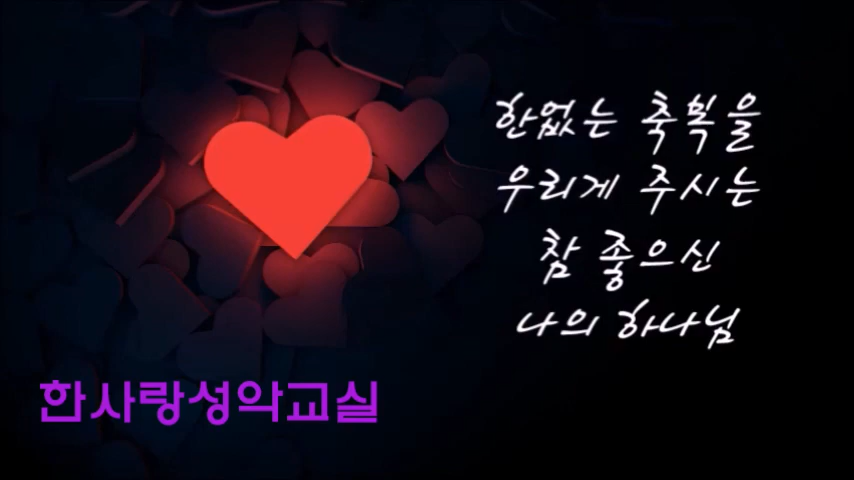 한없는 축복을
우리게 주시는
참 좋으신
나의 하나님
한사랑성악교실